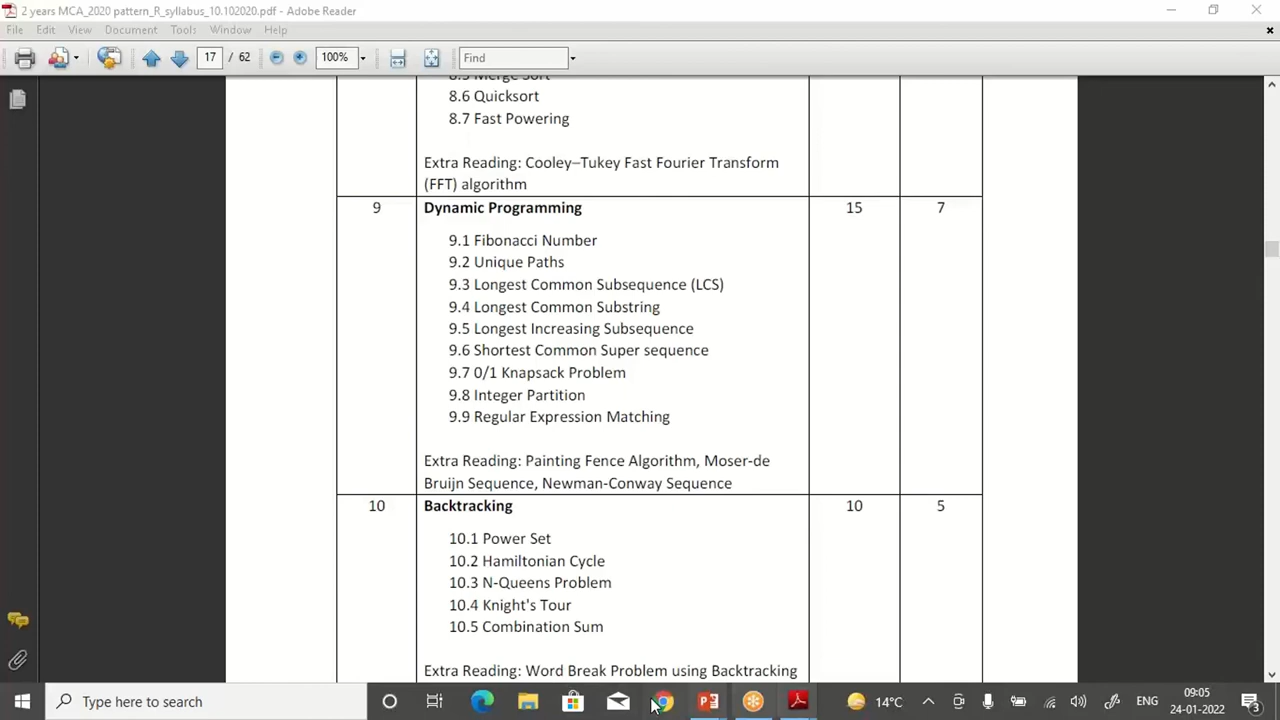 2 years MCA_2020 pattern_R_syllabus_10.102020.pdf - Adobe Reader
File Edit View Document Tools Window Help
17 / 62 100% Find
8.5 Merge Sort
8.6 Quicksort
8.7 Fast Powering
Extra Reading: Cooley–Tukey Fast Fourier Transform
(FFT) algorithm
9 Dynamic Programming 15 7
9.1 Fibonacci Number
9.2 Unique Paths
9.3 Longest Common Subsequence (LCS)
9.4 Longest Common Substring
9.5 Longest Increasing Subsequence
9.6 Shortest Common Super sequence
9.7 0/1 Knapsack Problem
9.8 Integer Partition
9.9 Regular Expression Matching
Extra Reading: Painting Fence Algorithm, Moser-de
Bruijn Sequence, Newman-Conway Sequence
10 Backtracking 10 5
10.1 Power Set
10.2 Hamiltonian Cycle
10.3 N-Queens Problem
10.4 Knight's Tour
10.5 Combination Sum
Extra Reading: Word Break Problem using Backtracking
Type here to search 14°C ENG 09:05
24-01-2022 3